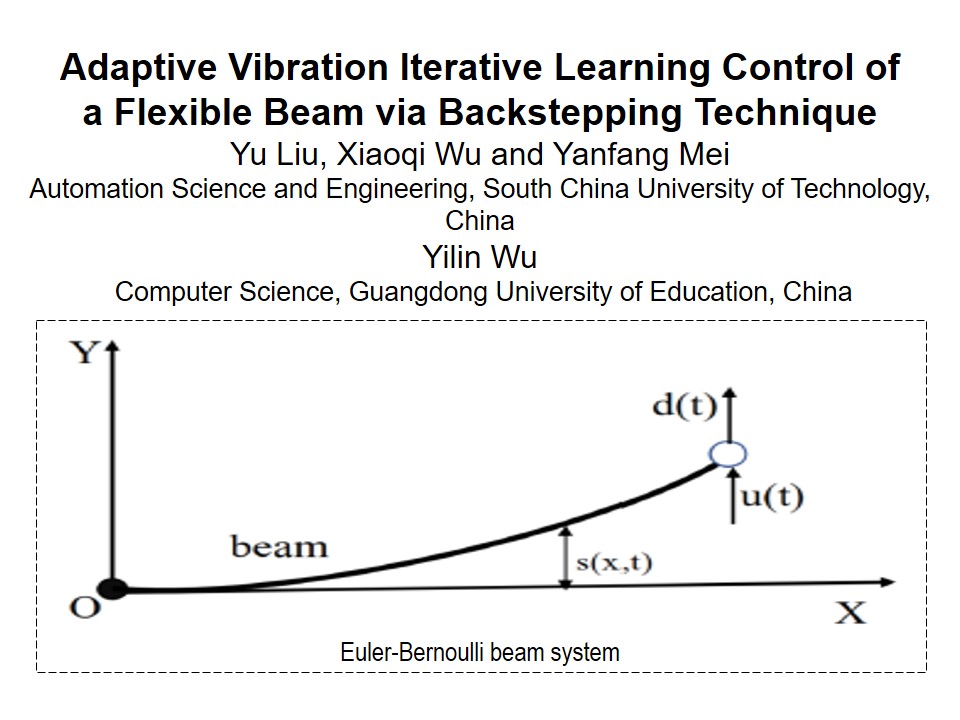 Adaptive Vibration Iterative Learning Control of
a Flexible Beam via Backstepping Technique
Yu Liu, Xiaoqi Wu and Yanfang Mei
Automation Science and Engineering, South China University of Technology,
China
Yilin Wu
Computer Science, Guangdong University of Education, China
Y
d(t)
u(t)
beam
s(x,t)
O
X
Euler-Bernoulli beam system